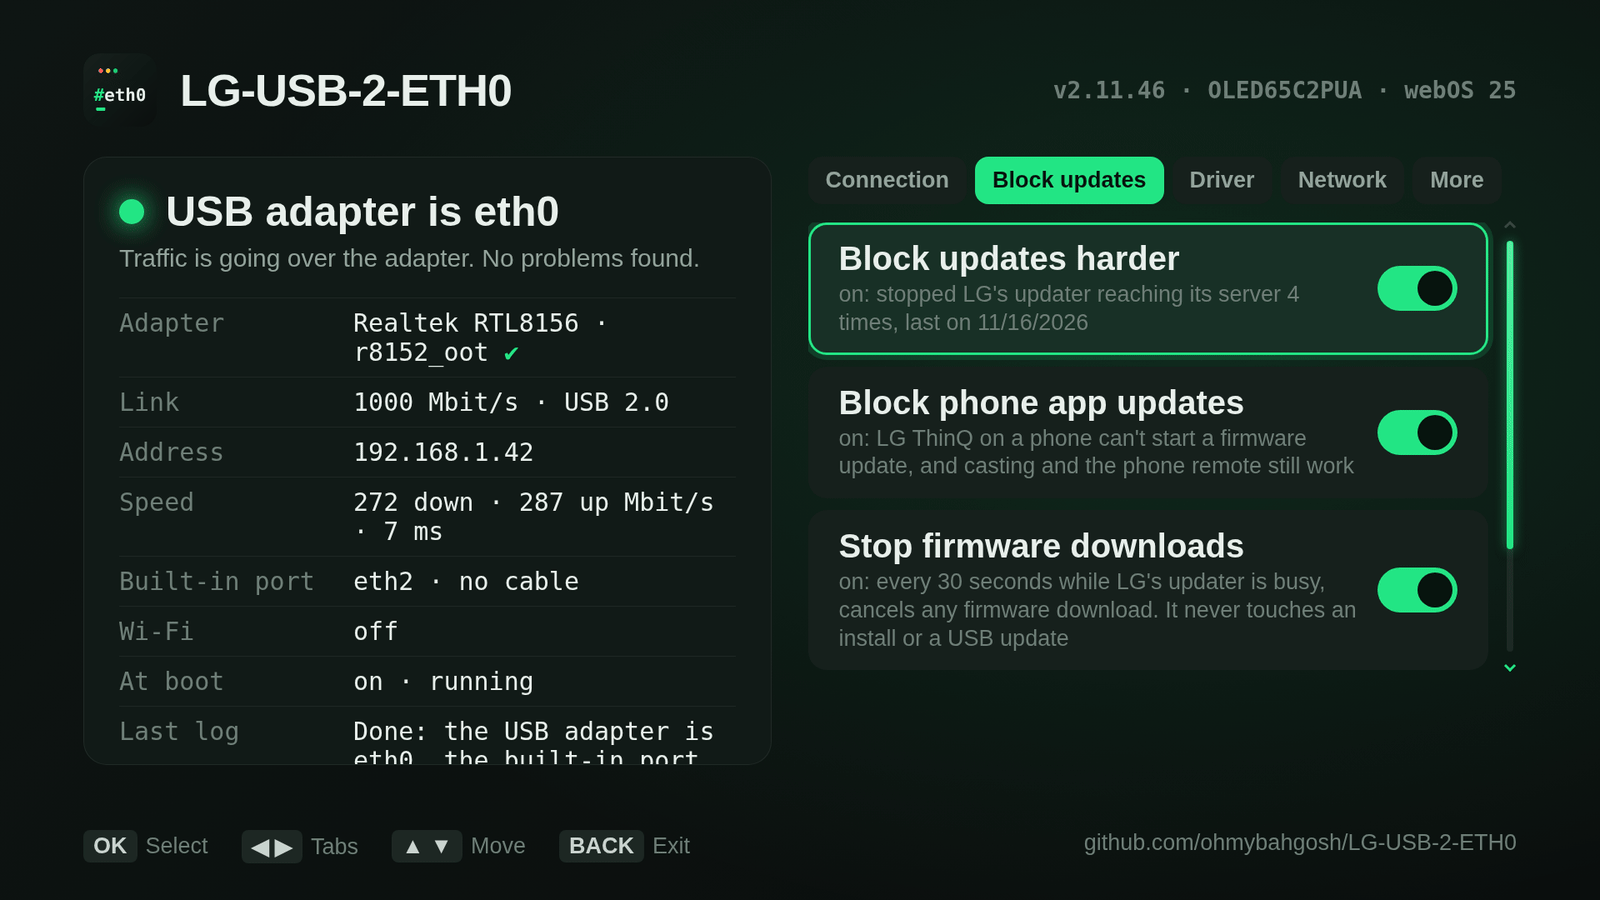 #eth0
LG-USB-2-ETH0
v2.11.46 · OLED65C2PUA · webOS 25
USB adapter is eth0
Traffic is going over the adapter. No problems found.
Adapter
Realtek RTL8156 ·
r8152_oot ✔
Link
1000 Mbit/s · USB 2.0
Address
192.168.1.42
Speed
272 down · 287 up Mbit/s
· 7 ms
Built-in port
eth2 · no cable
Wi-Fi
off
At boot
on · running
Last log
Done: the USB adapter is
eth0, the built-in port
Connection
Block updates
Driver
Network
More
Block updates harder
on: stopped LG's updater reaching its server 4
times, last on 11/16/2026
Block phone app updates
on: LG ThinQ on a phone can't start a firmware
update, and casting and the phone remote still work
Stop firmware downloads
on: every 30 seconds while LG's updater is busy,
cancels any firmware download. It never touches an
install or a USB update
OK Select ◀ ▶ Tabs ▲ ▼ Move BACK Exit
github.com/ohmybahgosh/LG-USB-2-ETH0